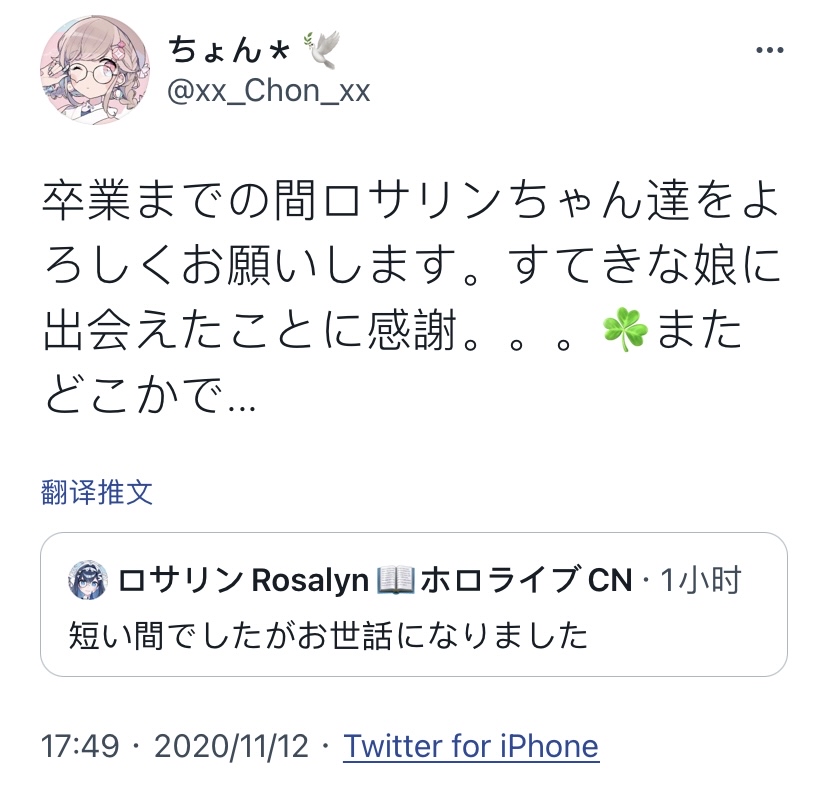 ちょん＊🕊
@xx_Chon_xx
卒業までの間ロサリンちゃん達をよ
ろしくお願いします。すてきな娘に
出会えたことに感謝。。。☘️また
どこかで...
翻译推文
ロサリン Rosalyn📖ホロライブ CN · 1小时
短い間でしたがお世話になりました
17:49 · 2020/11/12 · Twitter for iPhone